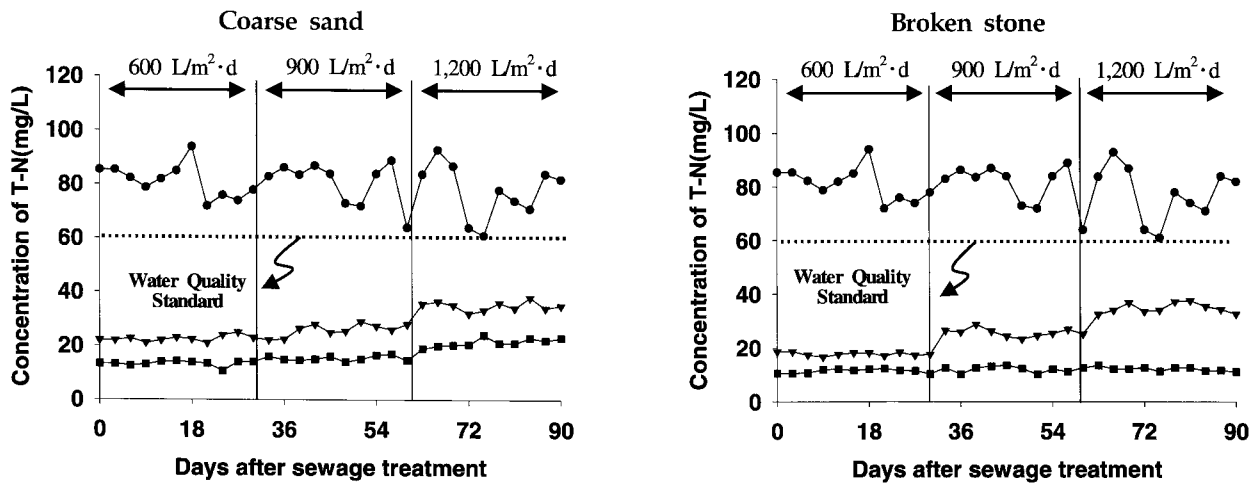 Coarse sand
600 L/m²·d
900 L/m²·d
1,200 L/m²·d
120
100
80
60
40
20
0
Concentration of T-N(mg/L)
Water Quality
Standard
0
18
36
54
72
90
Days after sewage treatment
Broken stone
600 L/m²·d
900 L/m²·d
1,200 L/m²·d
120
100
80
60
40
20
0
Concentration of T-N(mg/L)
Water Quality
Standard
0
18
36
54
72
90
Days after sewage treatment